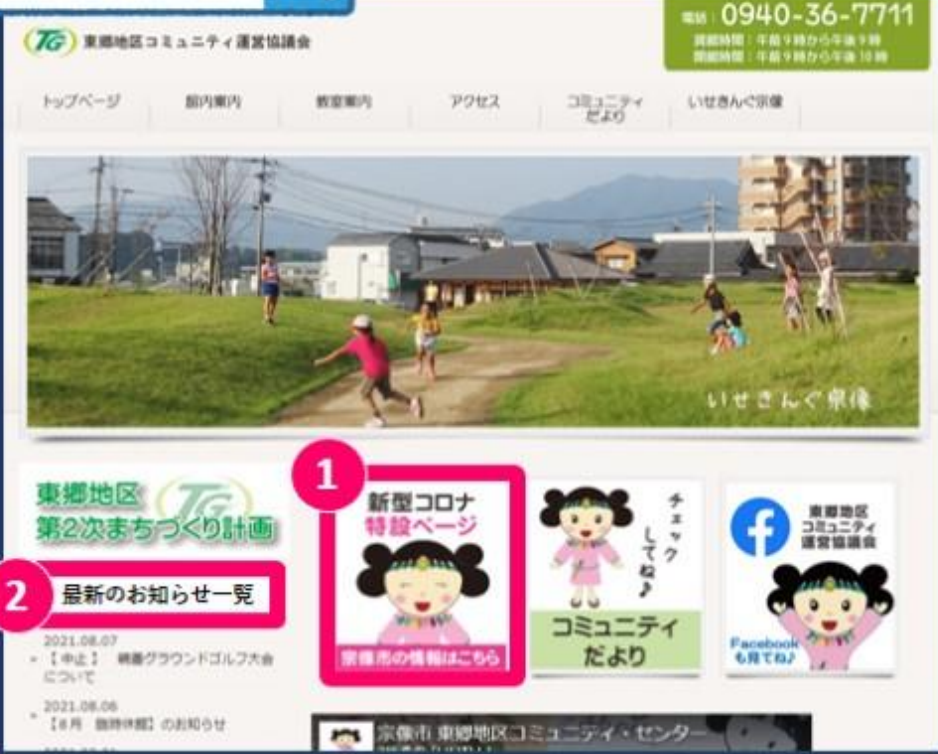 電話：0940-36-7711
開館時間：午前9時から午後10時
TG 東郷地区コミュニティ運営協議会
トップページ
館内案内
教室案内
アクセス
コミュニティ
だより
いせきんぐ宗像
いせきんぐ宗像
東郷地区
TG
第2次まちづくり計画
1
新型コロナ
特設ページ
宗像市の情報はこちら
チェック
してね♪
コミュニティ
だより
東郷地区
コミュニティ
運営協議会
Facebook
も見てね♪
2
最新のお知らせ一覧
2021.08.07
【中止】
グラウンドゴルフ大会
について
2021.08.06
【8月 臨時休館】のお知らせ
宗像市 東郷地区コミュニティ・センター